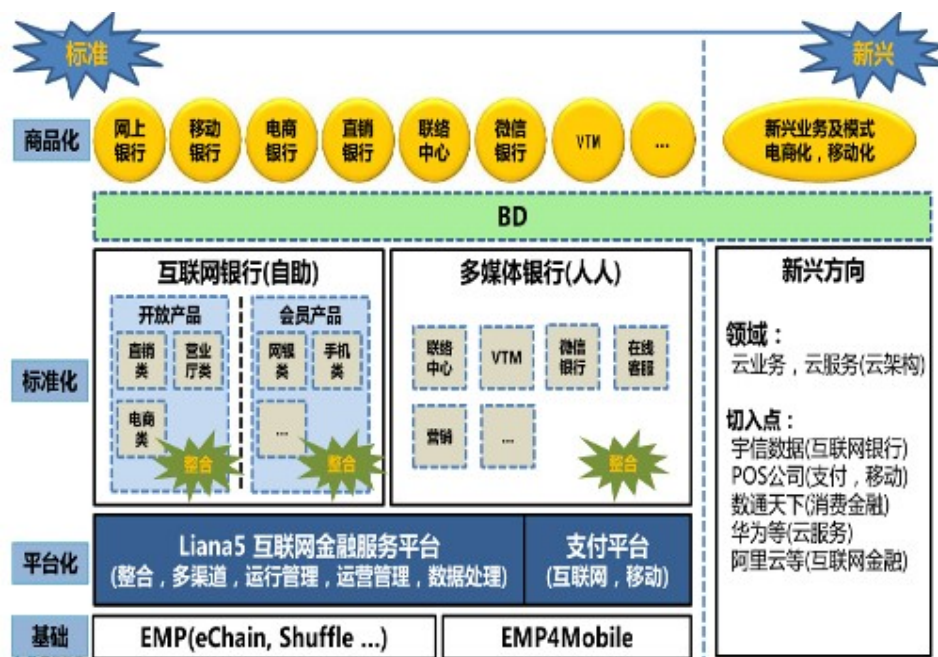 标准
新兴
商品化
网上
银行
移动
银行
电商
银行
直销
银行
联络
中心
微信
银行
VTM
...
新兴业务及模式
电商化，移动化
BD
标准化
互联网银行(自助)
开放产品
直销
类
营业
厅类
电商
类
整合
会员产品
网银
类
手机
类
...
整合
多媒体银行(人人)
联络
中心
VTM
微信
银行
在线
客服
营销
...
整合
新兴方向
领域：
云业务，云服务(云架构)
切入点：
宇信数据(互联网银行)
POS公司(支付，移动)
数通天下(消费金融)
华为等(云服务)
阿里云等(互联网金融)
平台化
Liana5 互联网金融服务平台
(整合，多渠道，运行管理，运营管理，数据处理)
支付平台
(互联网，移动)
基础
EMP(eChain, Shuffle ...)
EMP4Mobile